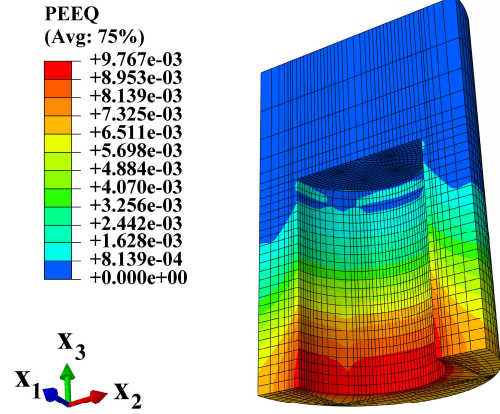 PEEQ
(Avg: 75%)
+9.767e-03
+8.953e-03
+8.139e-03
+7.325e-03
+6.511e-03
+5.698e-03
+4.884e-03
+4.070e-03
+3.256e-03
+2.442e-03
+1.628e-03
+8.139e-04
+0.000e+00
X3
X1 X2